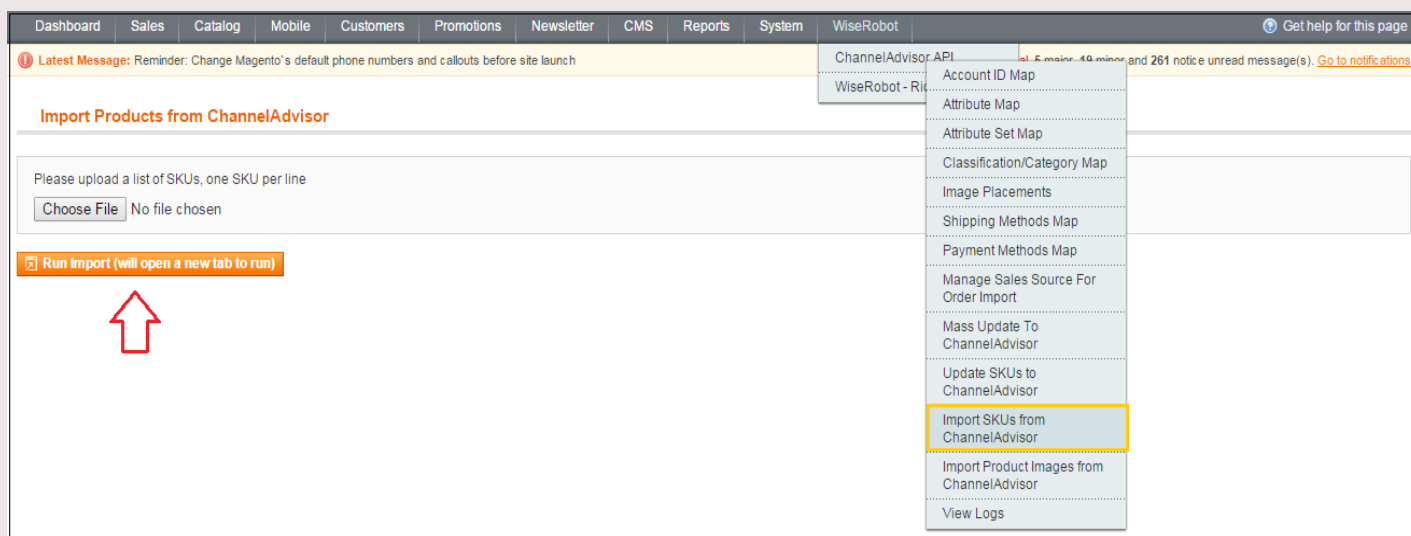 Dashboard Sales Catalog Mobile Customers Promotions Newsletter CMS Reports System WiseRobot Get help for this page
Latest Message: Reminder: Change Magento`s default phone numbers and callouts before site launch
5 major, 19 minor and 261 notice unread message(s). Go to notifications
ChannelAdvisor API
WiseRobot -
Account ID Map
Attribute Map
Attribute Set Map
Classification/Category Map
Image Placements
Shipping Methods Map
Payment Methods Map
Manage Sales Source For
Order Import
Mass Update To
ChannelAdvisor
Update SKUs to
ChannelAdvisor
Import SKUs from
ChannelAdvisor
Import Product Images from
ChannelAdvisor
View Logs
Import Products from ChannelAdvisor
Please upload a list of SKUs, one SKU per line
Choose File No file chosen
Run Import (will open a new tab to run)